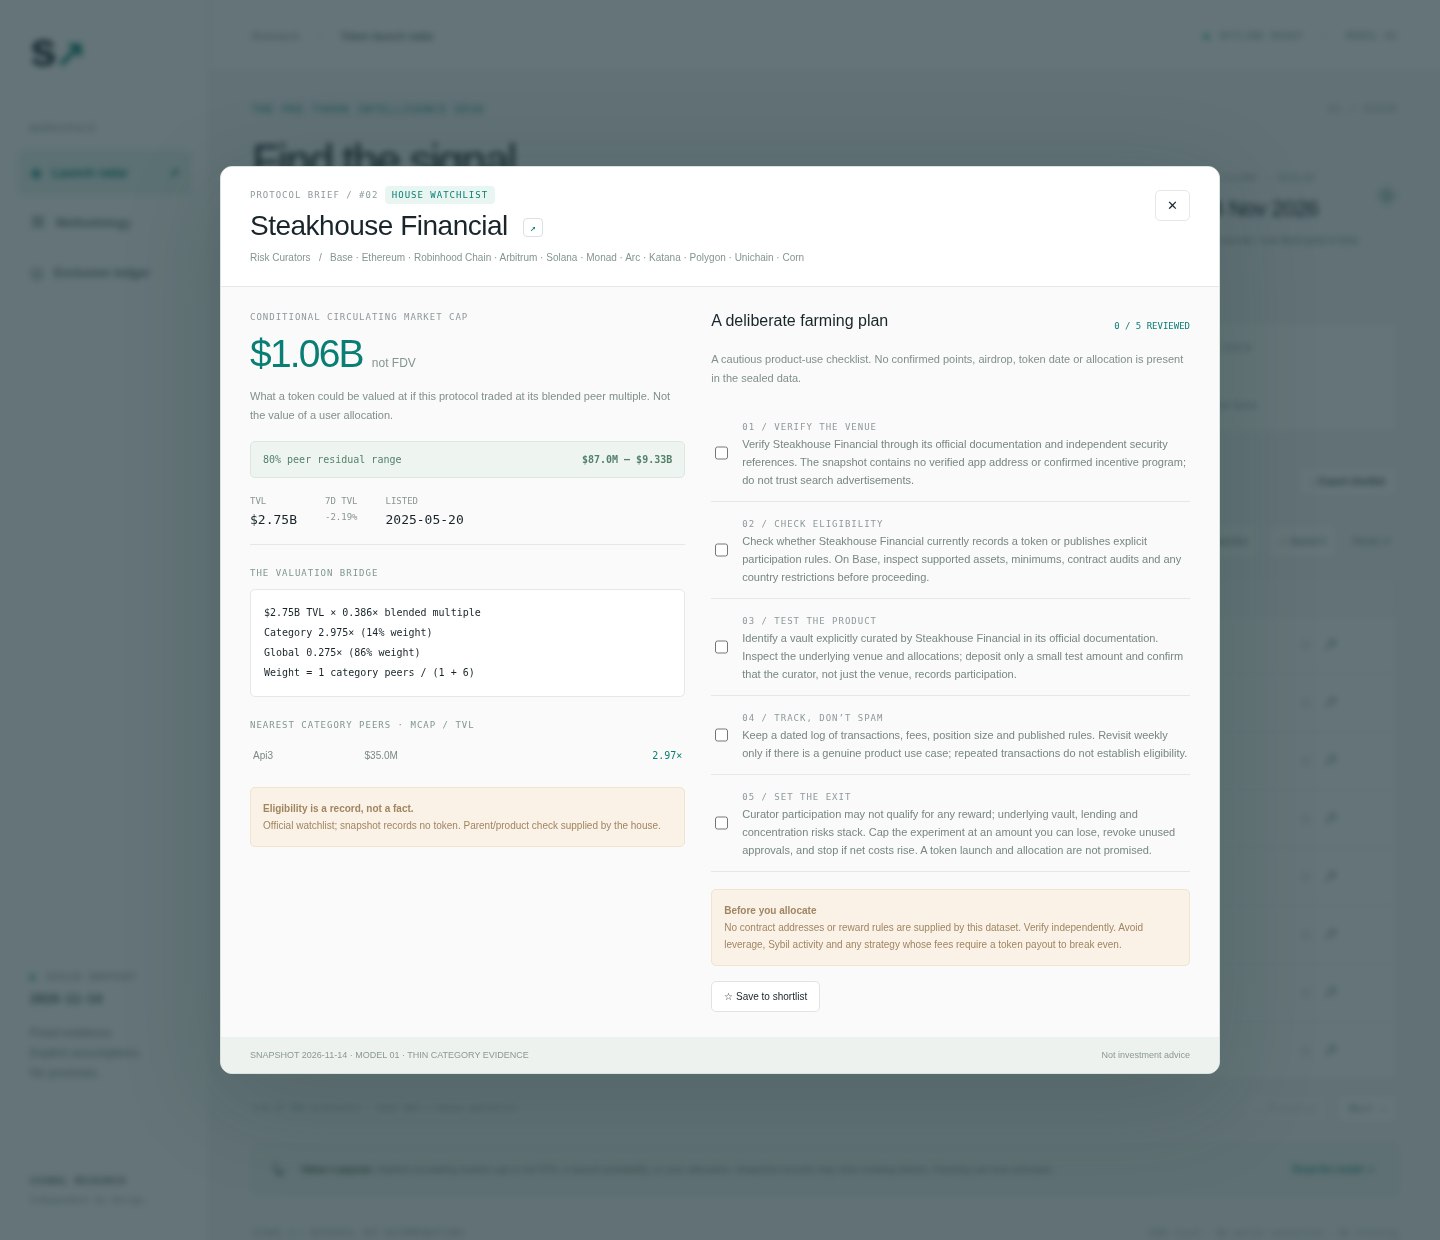 S↗
Find the signal
Nov 2026
PROTOCOL BRIEF / #02 HOUSE WATCHLIST
Steakhouse Financial ↗
×
Risk Curators / Base · Ethereum · Robinhood Chain · Arbitrum · Solana · Monad · Arc · Katana · Polygon · Unichain · Corn
CONDITIONAL CIRCULATING MARKET CAP
$1.06B not FDV
What a token could be valued at if this protocol traded at its blended peer multiple. Not
the value of a user allocation.
80% peer residual range $87.0M — $9.33B
TVL 7D TVL LISTED
$2.75B -2.19% 2025-05-20
THE VALUATION BRIDGE
$2.75B TVL × 0.386× blended multiple
Category 2.975× (14% weight)
Global 0.275× (86% weight)
Weight = 1 category peers / (1 + 6)
NEAREST CATEGORY PEERS · MCAP / TVL
Api3 $35.0M 2.97×
Eligibility is a record, not a fact.
Official watchlist; snapshot records no token. Parent/product check supplied by the house.
A deliberate farming plan
0 / 5 REVIEWED
A cautious product-use checklist. No confirmed points, airdrop, token date or allocation is present
in the sealed data.
01 / VERIFY THE VENUE
Verify Steakhouse Financial through its official documentation and independent security
references. The snapshot contains no verified app address or confirmed incentive program;
do not trust search advertisements.
02 / CHECK ELIGIBILITY
Check whether Steakhouse Financial currently records a token or publishes explicit
participation rules. On Base, inspect supported assets, minimums, contract audits and any
country restrictions before proceeding.
03 / TEST THE PRODUCT
Identify a vault explicitly curated by Steakhouse Financial in its official documentation.
Inspect the underlying venue and allocations; deposit only a small test amount and confirm
that the curator, not just the venue, records participation.
04 / TRACK, DON'T SPAM
Keep a dated log of transactions, fees, position size and published rules. Revisit weekly
only if there is a genuine product use case; repeated transactions do not establish eligibility.
05 / SET THE EXIT
Curator participation may not qualify for any reward; underlying vault, lending and
concentration risks stack. Cap the experiment at an amount you can lose, revoke unused
approvals, and stop if net costs rise. A token launch and allocation are not promised.
Before you allocate
No contract addresses or reward rules are supplied by this dataset. Verify independently. Avoid
leverage, Sybil activity and any strategy whose fees require a token payout to break even.
☆ Save to shortlist
SNAPSHOT 2026-11-14 · MODEL 01 · THIN CATEGORY EVIDENCE
Not investment advice